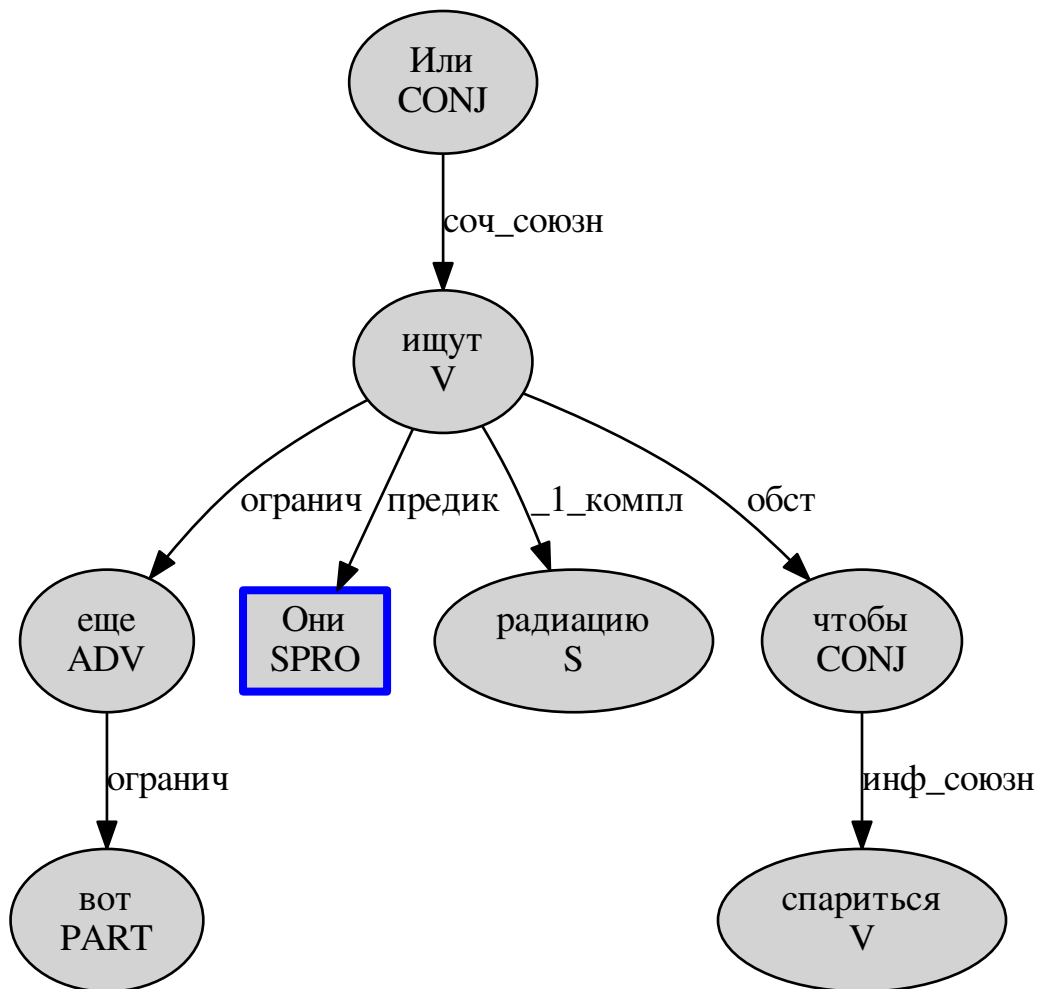 Или
CONJ
соч_союзн
ищут
V
огранич
предик
_1_компл
обст
еще
ADV
Они
SPRO
радиацию
S
чтобы
CONJ
огранич
инф_союзн
вот
PART
спариться
V